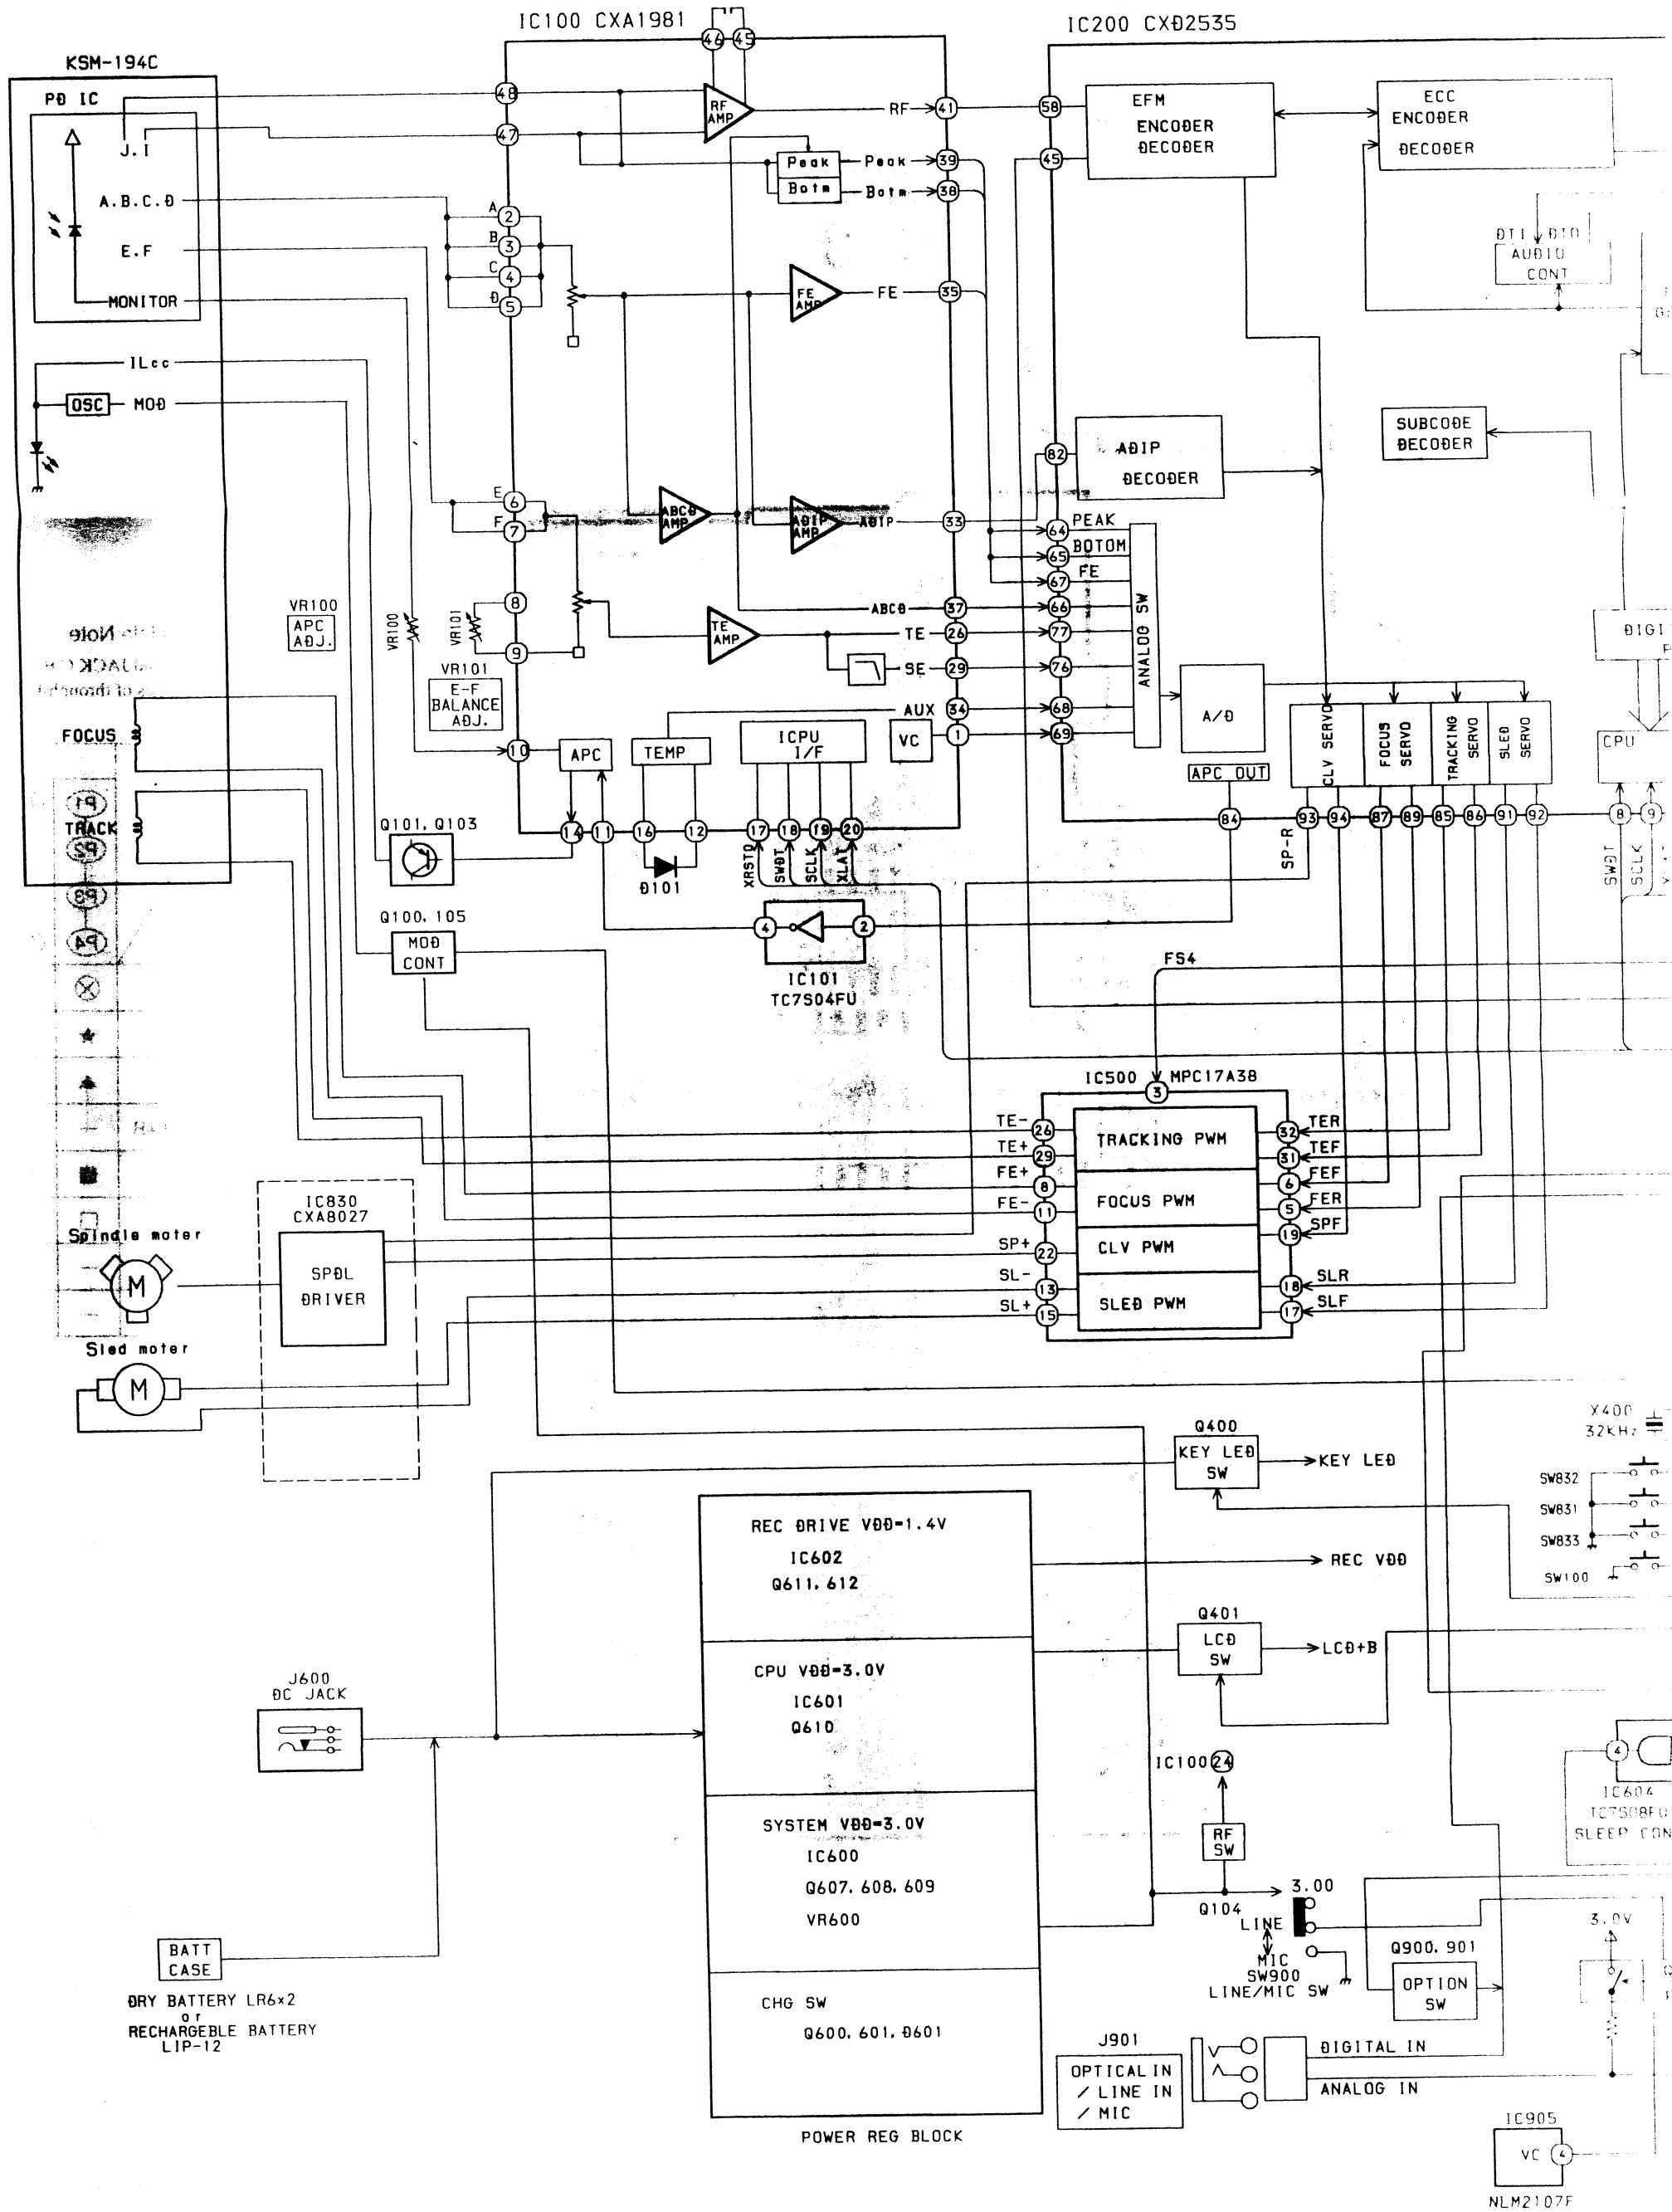 IC100 CXA1981
IC200 CXD2535
KSM-194C
PD IC
J.I
A.B.C.D
E.F
MONITOR
ILcc
OSC
MOD
FOCUS
TRACK
46
45
48
47
RF
AMP
RF
41
Peak
Peak
39
Botm
Botm
38
A
2
B
3
C
4
D
5
FE
AMP
FE
35
E
6
F
7
ABCD
AMP
ADIP
AMP
ADIP
33
8
9
VR100
APC
ADJ.
VR100
VR101
VR101
E-F
BALANCE
ADJ.
TE
AMP
ABCD
37
TE
26
SE
29
AUX
34
VC
1
10
APC
TEMP
ICPU
I/F
14
11
16
12
17
18
19
20
XRSTQ
SWDT
SCLK
XLAT
D101
Q101, Q103
Q100, 105
MOD
CONT
4
2
IC101
TC7S04FU
58
EFM
ENCODER
DECODER
45
ECC
ENCODER
DECODER
DTI
DTO
AUDIO
CONT
SUBCODE
DECODER
82
ADIP
DECODER
64
PEAK
65
BOTOM
67
FE
66
77
76
68
69
ANALOG SW
A/D
APC OUT
CLV SERVO
FOCUS
SERVO
TRACKING
SERVO
SLED
SERVO
DIGI
CPU
84
93
94
87
89
85
86
91
92
8
9
SP-R
SWDT
SCLK
FS4
IC500 MPC17A38
3
TE-
26
TE+
29
FE+
8
FE-
11
SP+
22
SL-
13
SL+
15
TRACKING PWM
FOCUS PWM
CLV PWM
SLED PWM
32
TER
31
TEF
6
FEF
5
FER
19
SPF
18
SLR
17
SLF
P1
P2
P3
P4
Spindle moter
M
IC830
CXA8027
SPDL
DRIVER
Sled moter
M
Q400
KEY LED
SW
KEY LED
X400
32KHz
SW832
SW831
SW833
SW100
REC DRIVE VDD=1.4V
IC602
Q611, 612
REC VDD
Q401
LCD
SW
LCD+B
CPU VDD=3.0V
IC601
Q610
J600
DC JACK
IC100
24
RF
SW
4
IC604
TC7S08FU
SLEEP CON
SYSTEM VDD=3.0V
IC600
Q607, 608, 609
VR600
Q104
3.00
LINE
MIC
SW900
LINE/MIC SW
Q900, 901
OPTION
SW
3.0V
BATT
CASE
DRY BATTERY LR6×2
or
RECHARGEBLE BATTERY
LIP-12
CHG SW
Q600, 601, D601
POWER REG BLOCK
J901
OPTICAL IN
/ LINE IN
/ MIC
DIGITAL IN
ANALOG IN
IC905
VC
4
NLM2107F